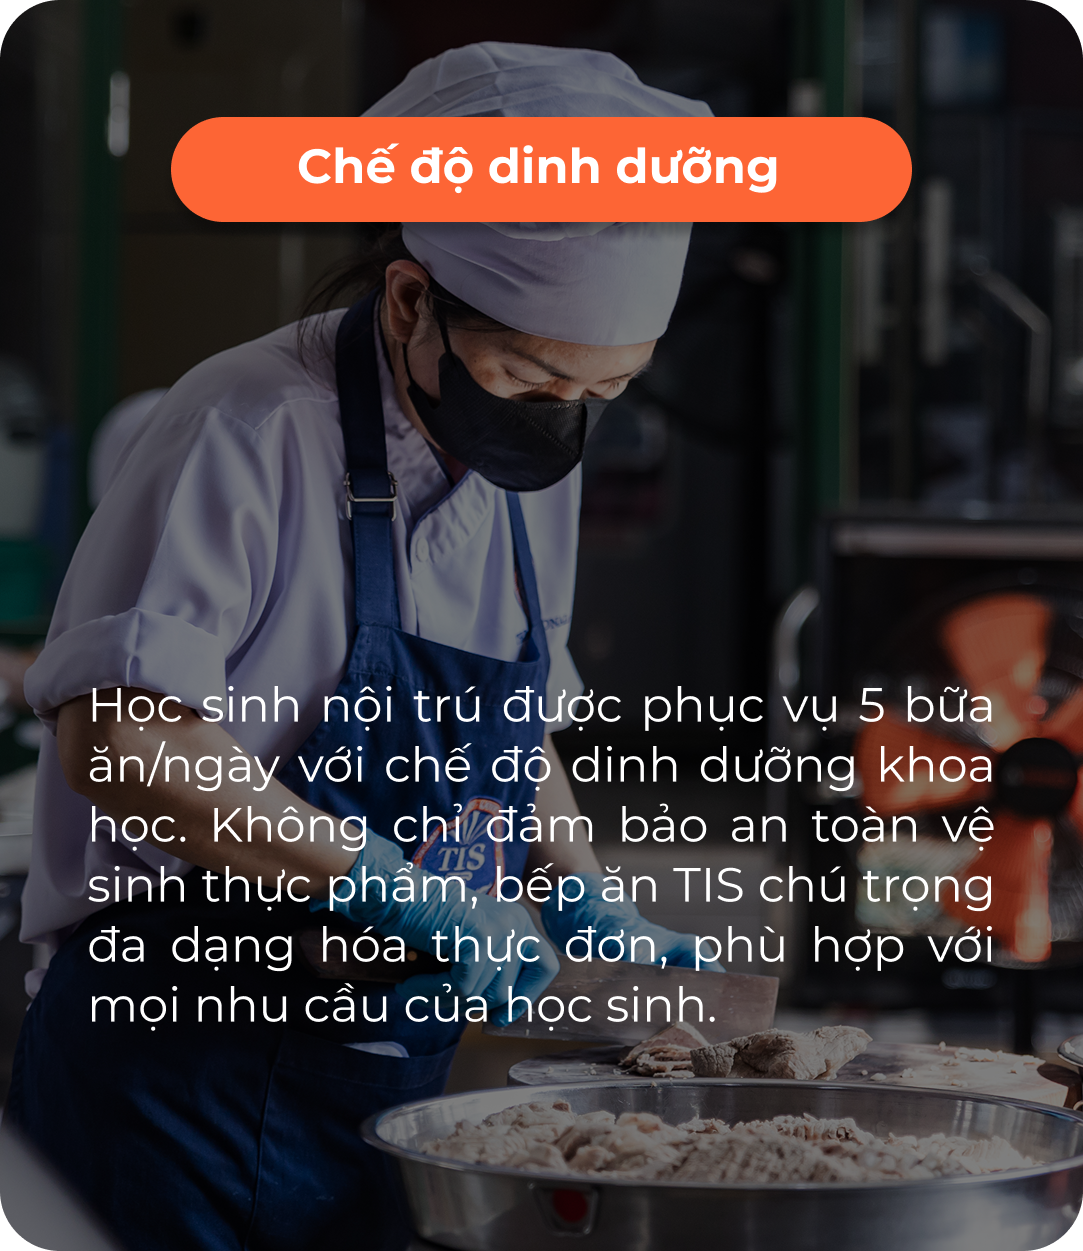 Chế độ dinh dưỡng
Học sinh nội trú được phục vụ 5 bữa
ăn/ngày với chế độ dinh dưỡng khoa
học. Không chỉ đảm bảo an toàn vệ
sinh thực phẩm, bếp ăn TIS chú trọng
đa dạng hóa thực đơn, phù hợp với
mọi nhu cầu của học sinh.
TIS